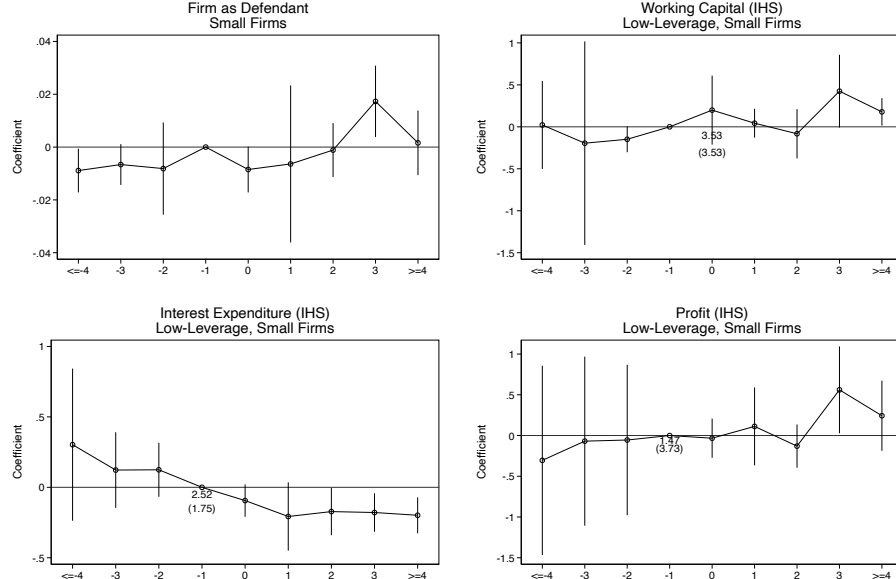 Firm as Defendant
Small Firms
.04
.02
0
-.02
-.04
Coefficient
<=-4 -3 -2 -1 0 1 2 3 >=4
Working Capital (IHS)
Low-Leverage, Small Firms
1
.5
0
-.5
-1
-1.5
Coefficient
3.53
(3.53)
<=-4 -3 -2 -1 0 1 2 3 >=4
Interest Expenditure (IHS)
Low-Leverage, Small Firms
1
.5
0
-.5
Coefficient
2.52
(1.75)
<=-4 -3 -2 -1 0 1 2 3 >=4
Profit (IHS)
Low-Leverage, Small Firms
1
.5
0
-.5
-1
-1.5
Coefficient
1.47
(3.73)
<=-4 -3 -2 -1 0 1 2 3 >=4